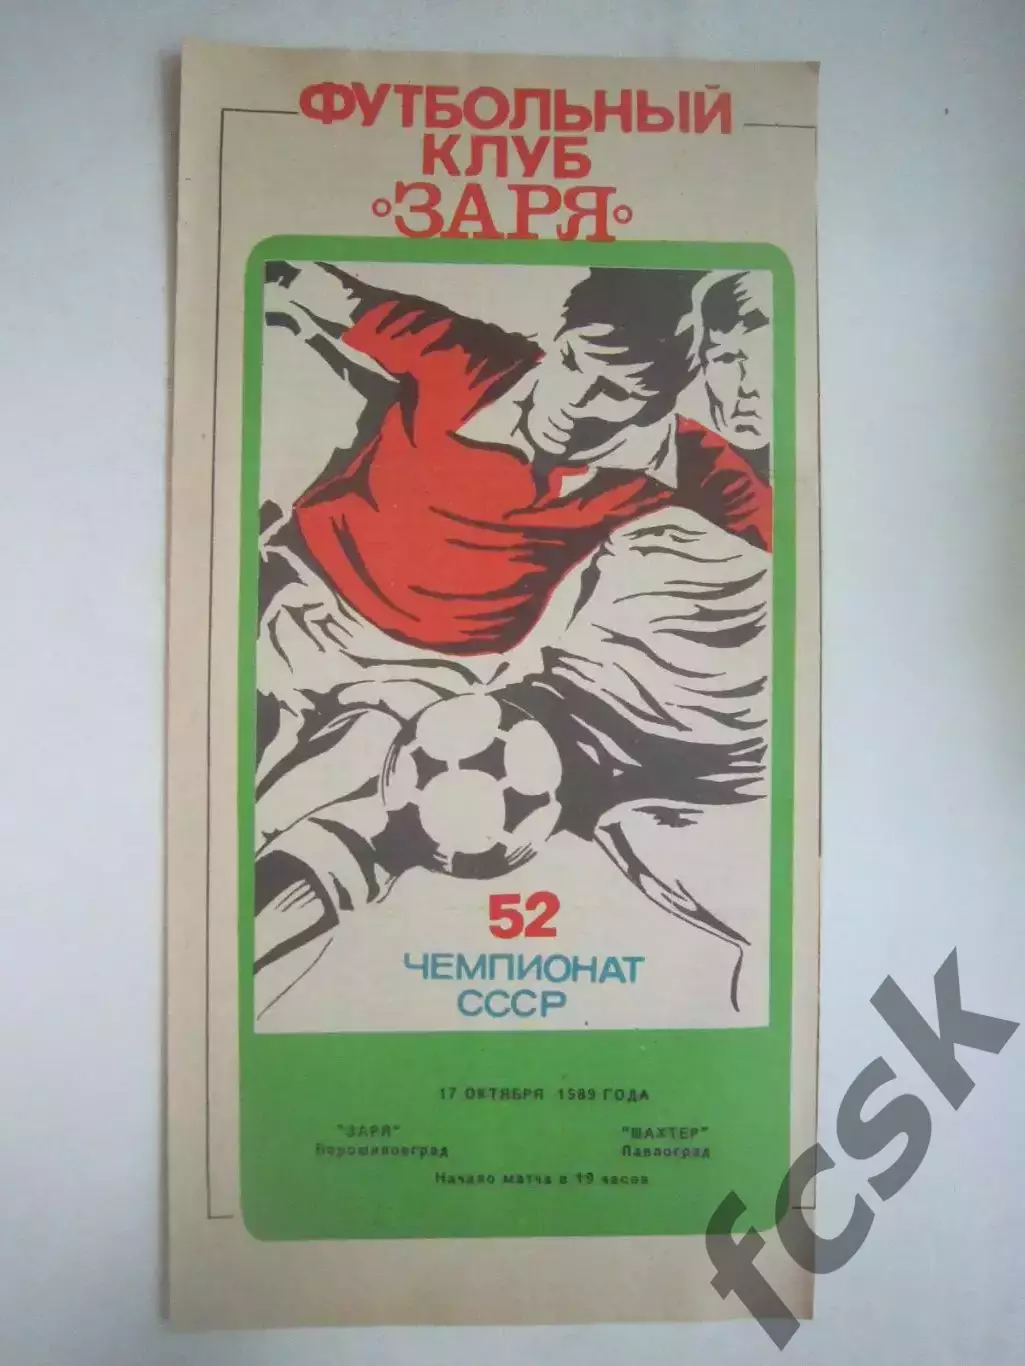 ФУТБОЛЬНЫЙ
КЛУБ
«ЗАРЯ»
52
ЧЕМПИОНАТ
СССР
17 ОКТЯБРЯ 1989 ГОДА
"ЗАРЯ" "ШАХТЕР"
Ворошиловград Павлоград
Начало матча в 19 часов
fcsk